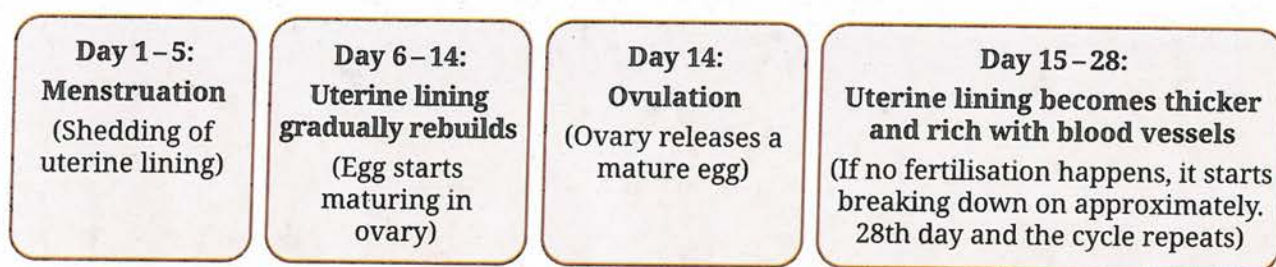 Day 1–5:
Menstruation
(Shedding of
uterine lining)
Day 6–14:
Uterine lining
gradually rebuilds
(Egg starts
maturing in
ovary)
Day 14:
Ovulation
(Ovary releases a
mature egg)
Day 15–28:
Uterine lining becomes thicker
and rich with blood vessels
(If no fertilisation happens, it starts
breaking down on approximately.
28th day and the cycle repeats)